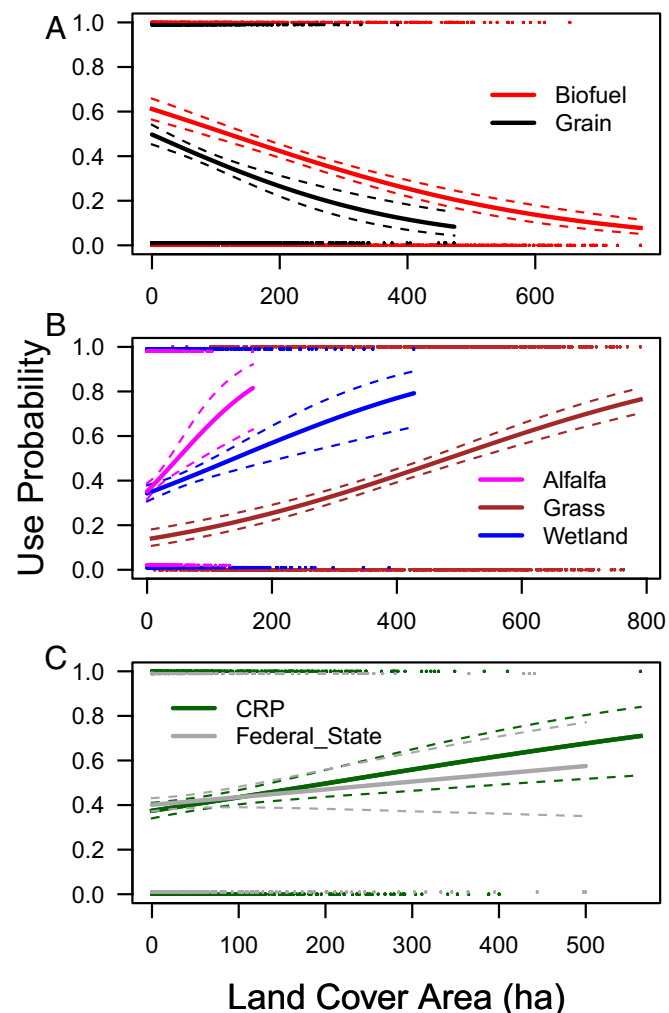 A
1.0
0.8
0.6
0.4
0.2
0.0
Biofuel
Grain
0 200 400 600
B
1.0
0.8
0.6
0.4
0.2
0.0
Alfalfa
Grass
Wetland
0 200 400 600 800
Use Probability
C
1.0
0.8
0.6
0.4
0.2
0.0
CRP
Federal_State
0 100 200 300 400 500
Land Cover Area (ha)